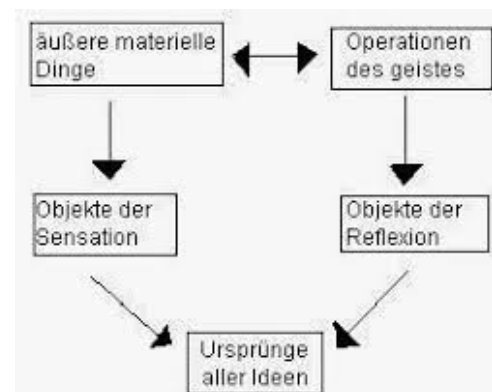 äußere materielle
Dinge
Operationen
des geistes
Objekte der
Sensation
Objekte der
Reflexion
Ursprünge
aller Ideen